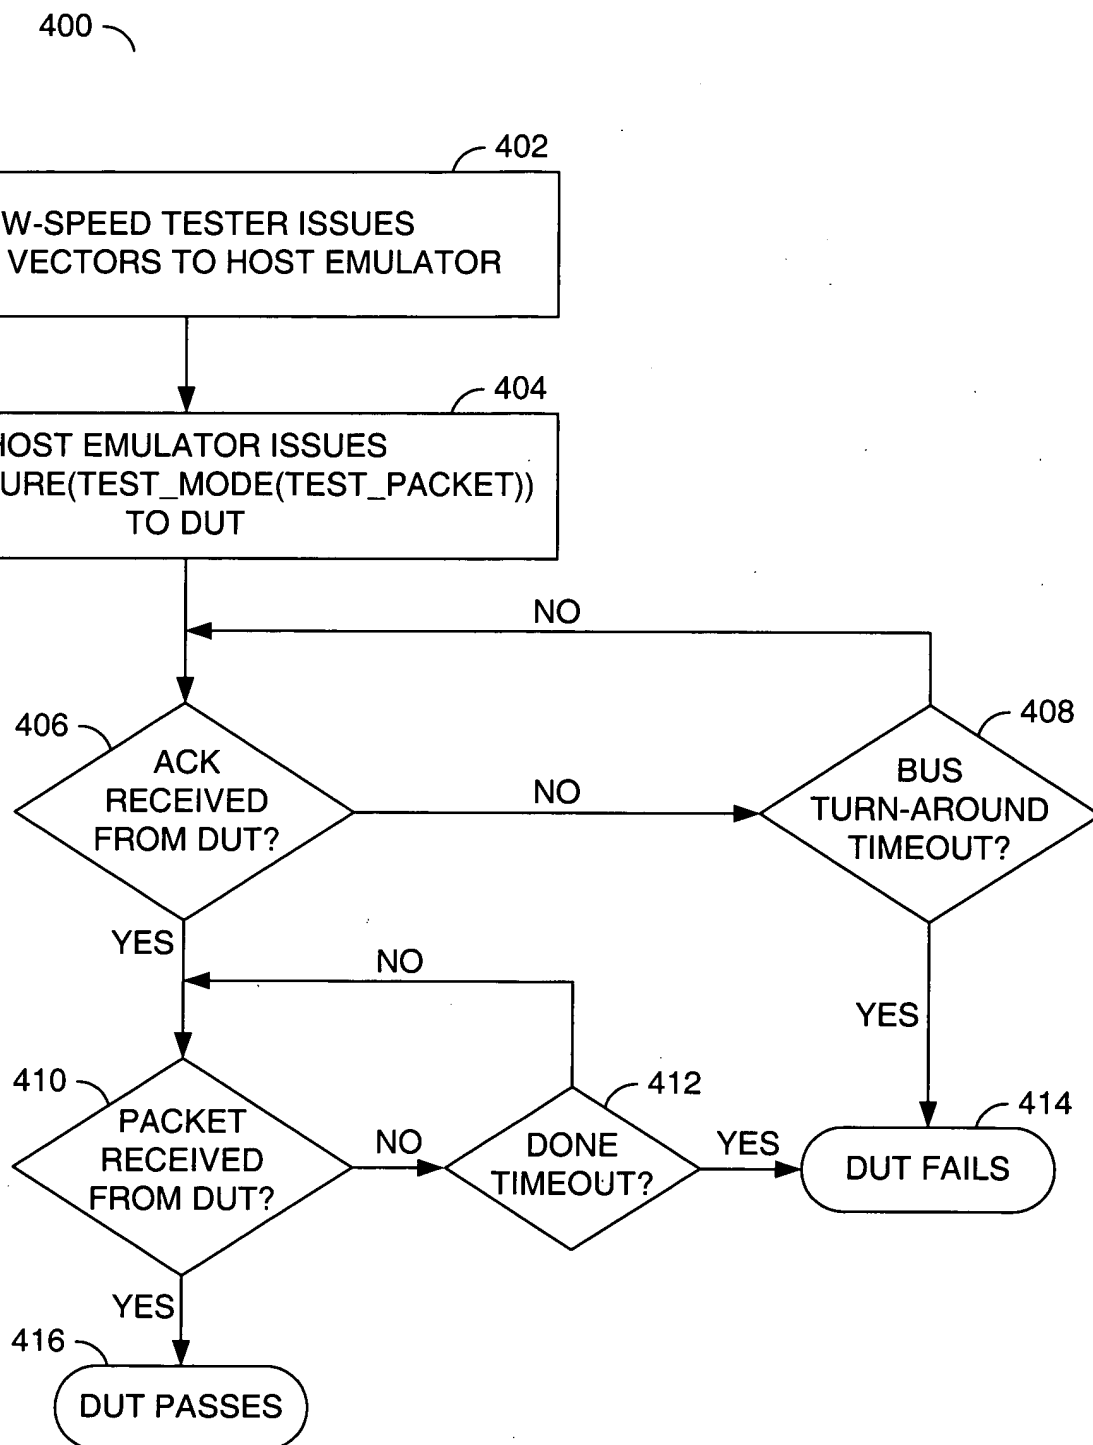 400
402
W-SPEED TESTER ISSUES
VECTORS TO HOST EMULATOR
404
HOST EMULATOR ISSUES
URE(TEST_MODE(TEST_PACKET))
TO DUT
NO
406
ACK
RECEIVED
FROM DUT?
NO
408
BUS
TURN-AROUND
TIMEOUT?
YES
NO
YES
410
PACKET
RECEIVED
FROM DUT?
NO
412
DONE
TIMEOUT?
YES
414
DUT FAILS
YES
416
DUT PASSES